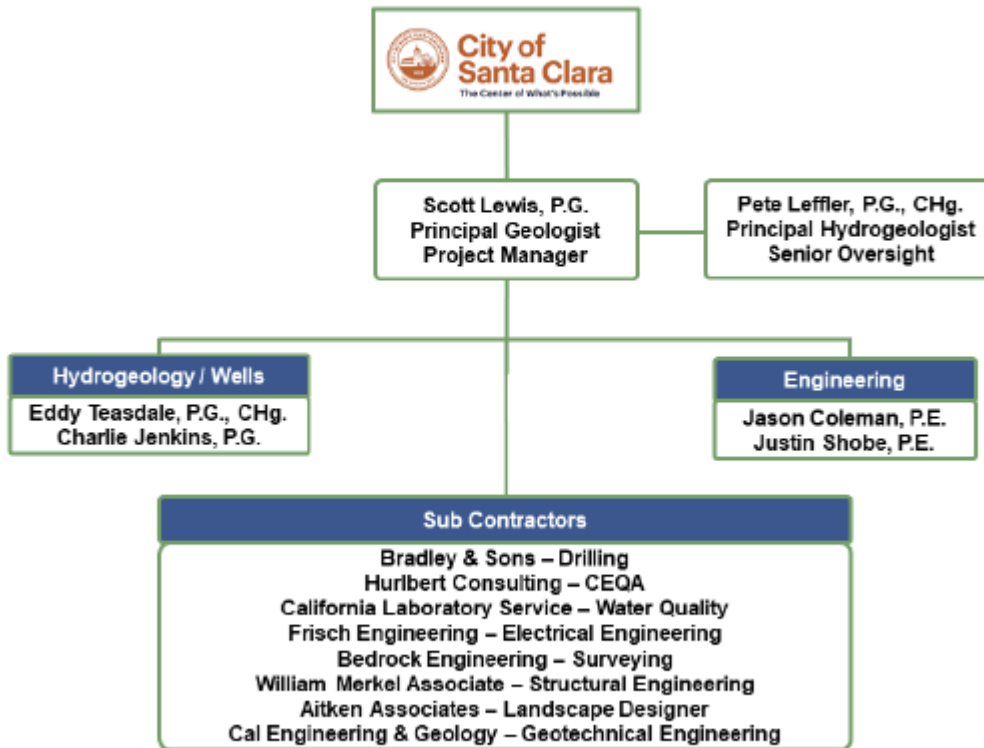 City of
Santa Clara
The Center of What's Possible
Scott Lewis, P.G.
Principal Geologist
Project Manager
Pete Leffler, P.G., CHg.
Principal Hydrogeologist
Senior Oversight
Hydrogeology / Wells
Eddy Teasdale, P.G., CHg.
Charlie Jenkins, P.G.
Engineering
Jason Coleman, P.E.
Justin Shobe, P.E.
Sub Contractors
Bradley & Sons – Drilling
Hurlbert Consulting – CEQA
California Laboratory Service – Water Quality
Frisch Engineering – Electrical Engineering
Bedrock Engineering – Surveying
William Merkel Associate – Structural Engineering
Aitken Associates – Landscape Designer
Cal Engineering & Geology – Geotechnical Engineering